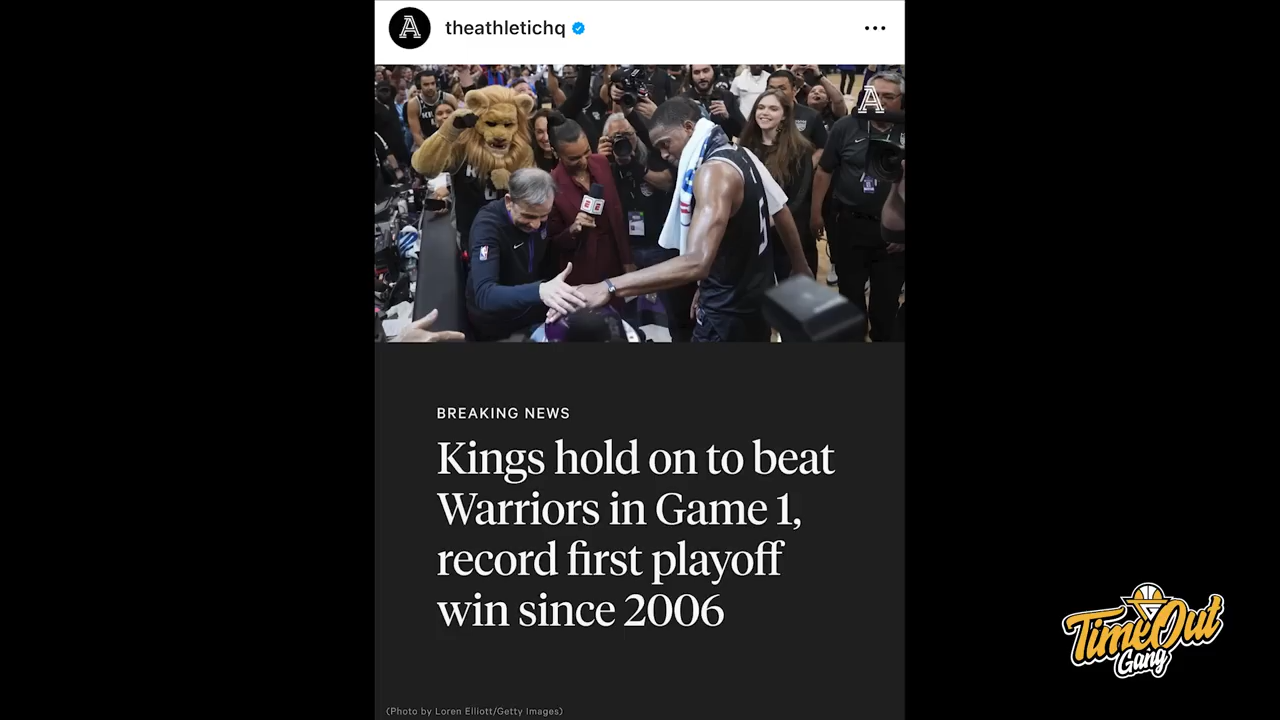 theathletichq
BREAKING NEWS
Kings hold on to beat
Warriors in Game 1,
record first playoff
win since 2006
(Photo by Loren Elliott/Getty Images)
TimeOut
Gang